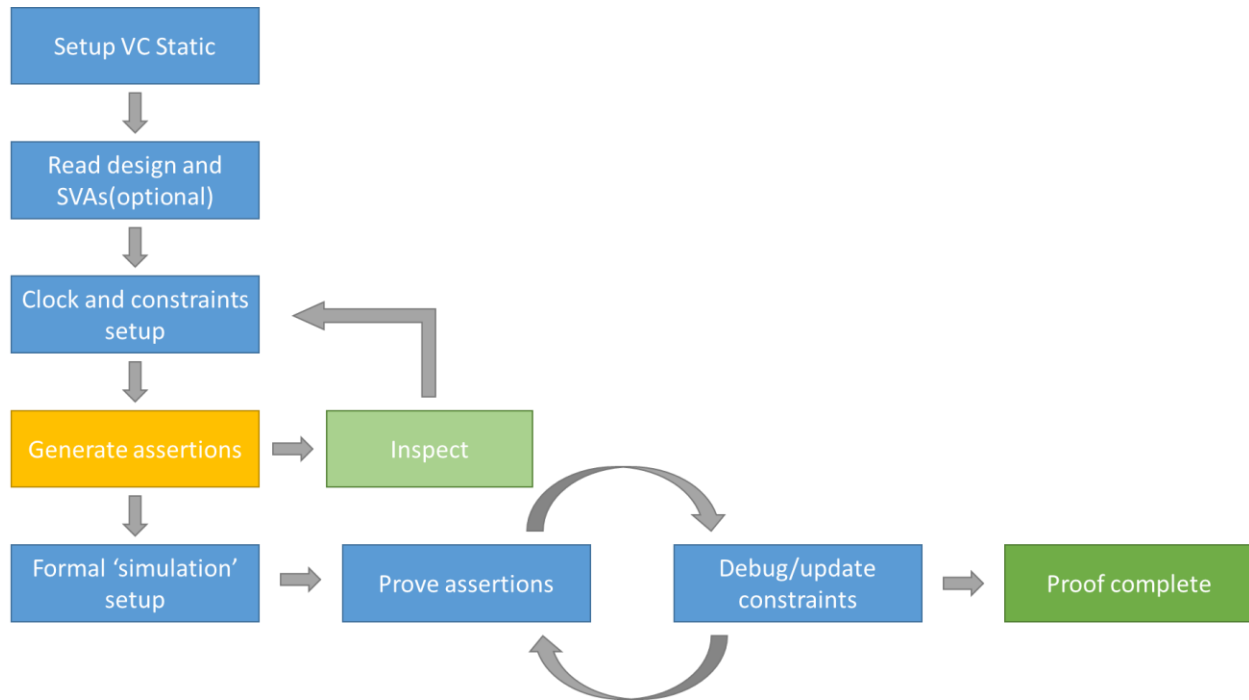 Setup VC Static
Read design and
SVAs(optional)
Clock and constraints
setup
Generate assertions
Inspect
Formal ‘simulation’
setup
Prove assertions
Debug/update
constraints
Proof complete